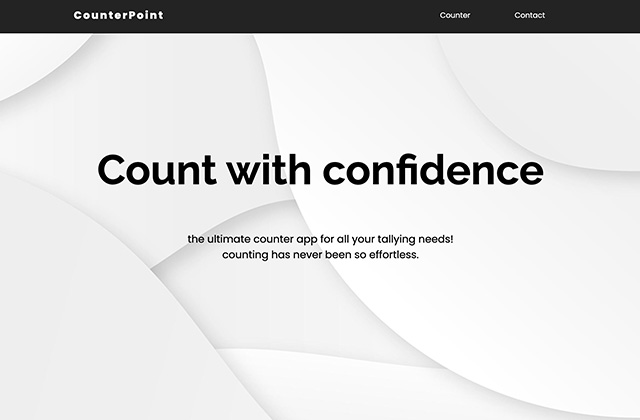 CounterPoint
Counter
Contact
Count with confidence
the ultimate counter app for all your tallying needs!
counting has never been so effortless.